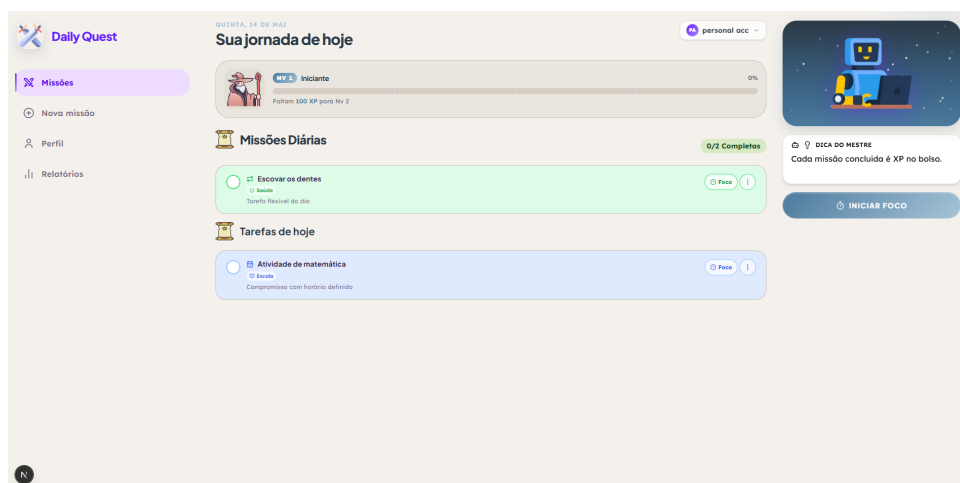 Daily Quest
Missões
Nova missão
Perfil
Relatórios
N
QUINTA, 14 DE MAI
Sua jornada de hoje
PA personal acc
NV 1 Iniciante
0%
Faltam 100 XP para Nv 2
Missões Diárias
0/2 Completas
Escovar os dentes
Saúde
Tarefa flexível do dia
Foco
Tarefas de hoje
Atividade de matemática
Escola
Compromisso com horário definido
Foco
DICA DO MESTRE
Cada missão concluída é XP no bolso.
INICIAR FOCO